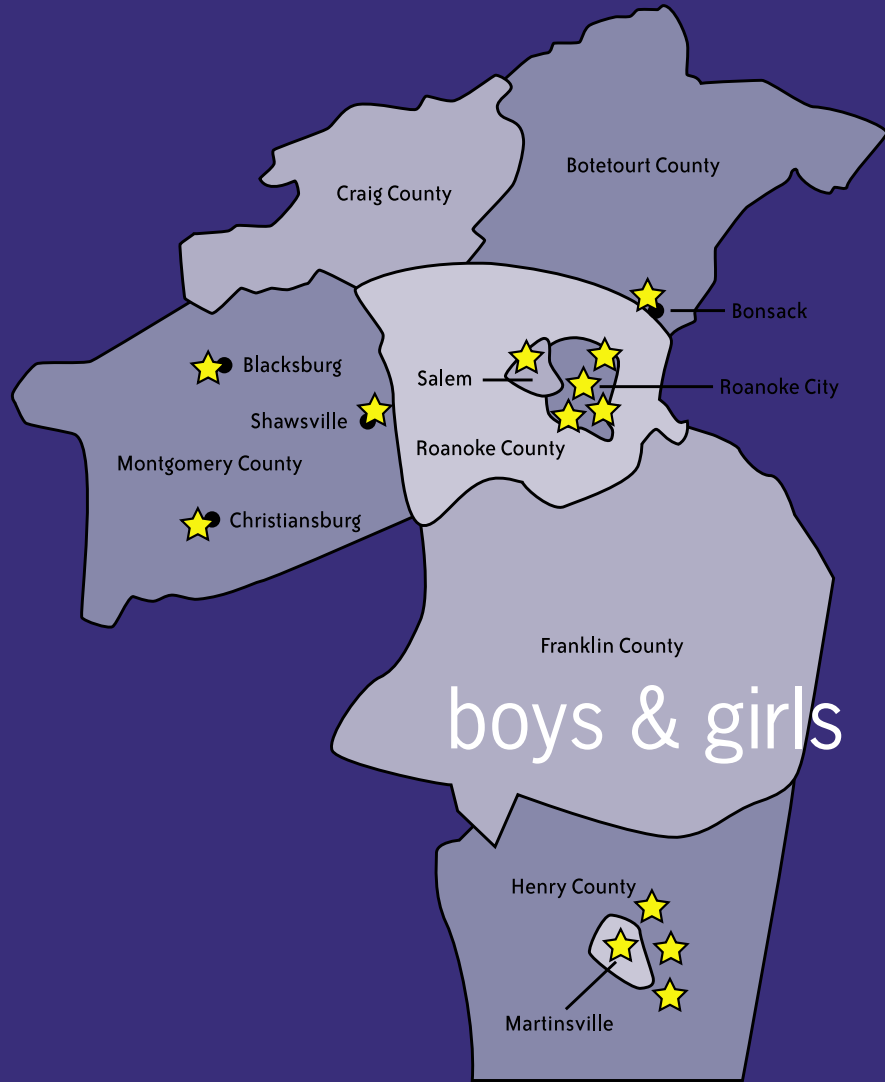 Botetourt County
Craig County
Bonsack
Blacksburg
Salem
Roanoke City
Shawsville
Roanoke County
Montgomery County
Christiansburg
Franklin County
boys & girls
Henry County
Martinsville